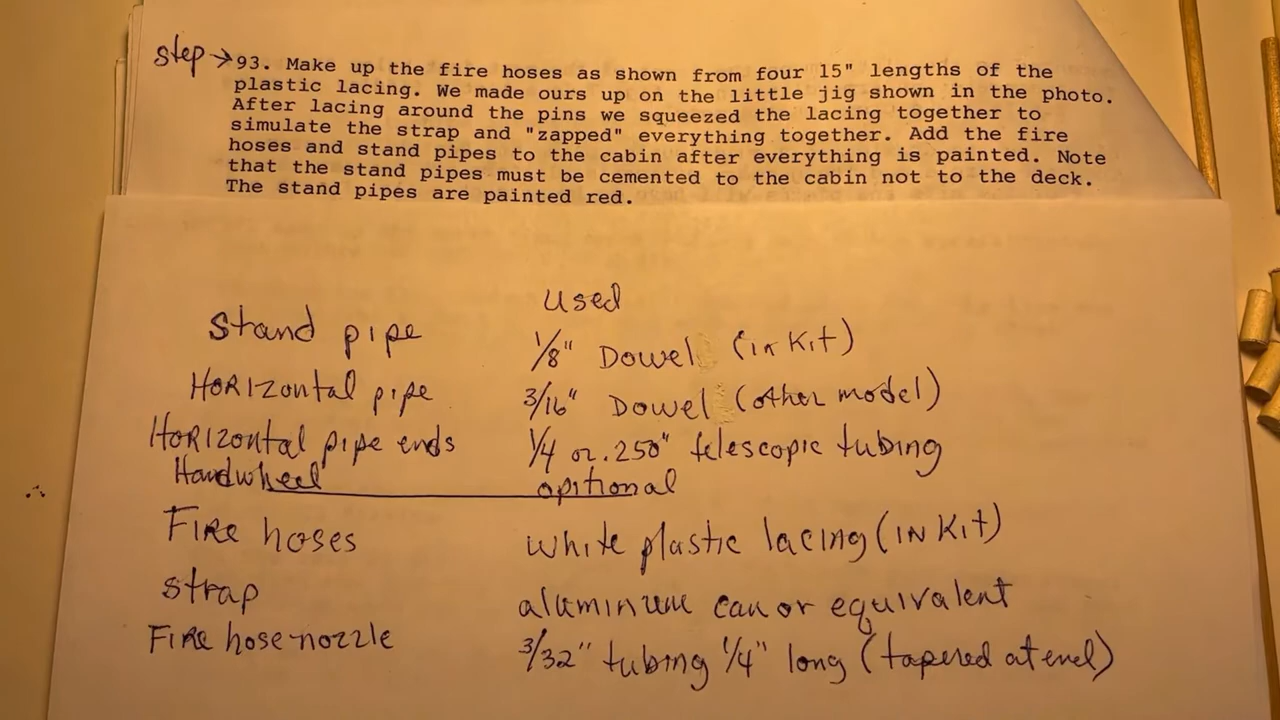 step → 93. Make up the fire hoses as shown from four 15" lengths of the
plastic lacing. We made ours up on the little jig shown in the photo.
After lacing around the pins we squeezed the lacing together to
simulate the strap and "zapped" everything together. Add the fire
hoses and stand pipes to the cabin after everything is painted. Note
that the stand pipes must be cemented to the cabin not to the deck.
The stand pipes are painted red.
Used
Stand pipe 1/8" Dowel (in Kit)
Horizontal pipe 3/16" Dowel (other model)
Horizontal pipe ends 1/4 or .250" telescopic tubing
Handwheel opitional
Fire hoses white plastic lacing (in Kit)
strap aluminum can or equivalent
Fire hose nozzle 3/32" tubing 1/4" long (tapered at end)